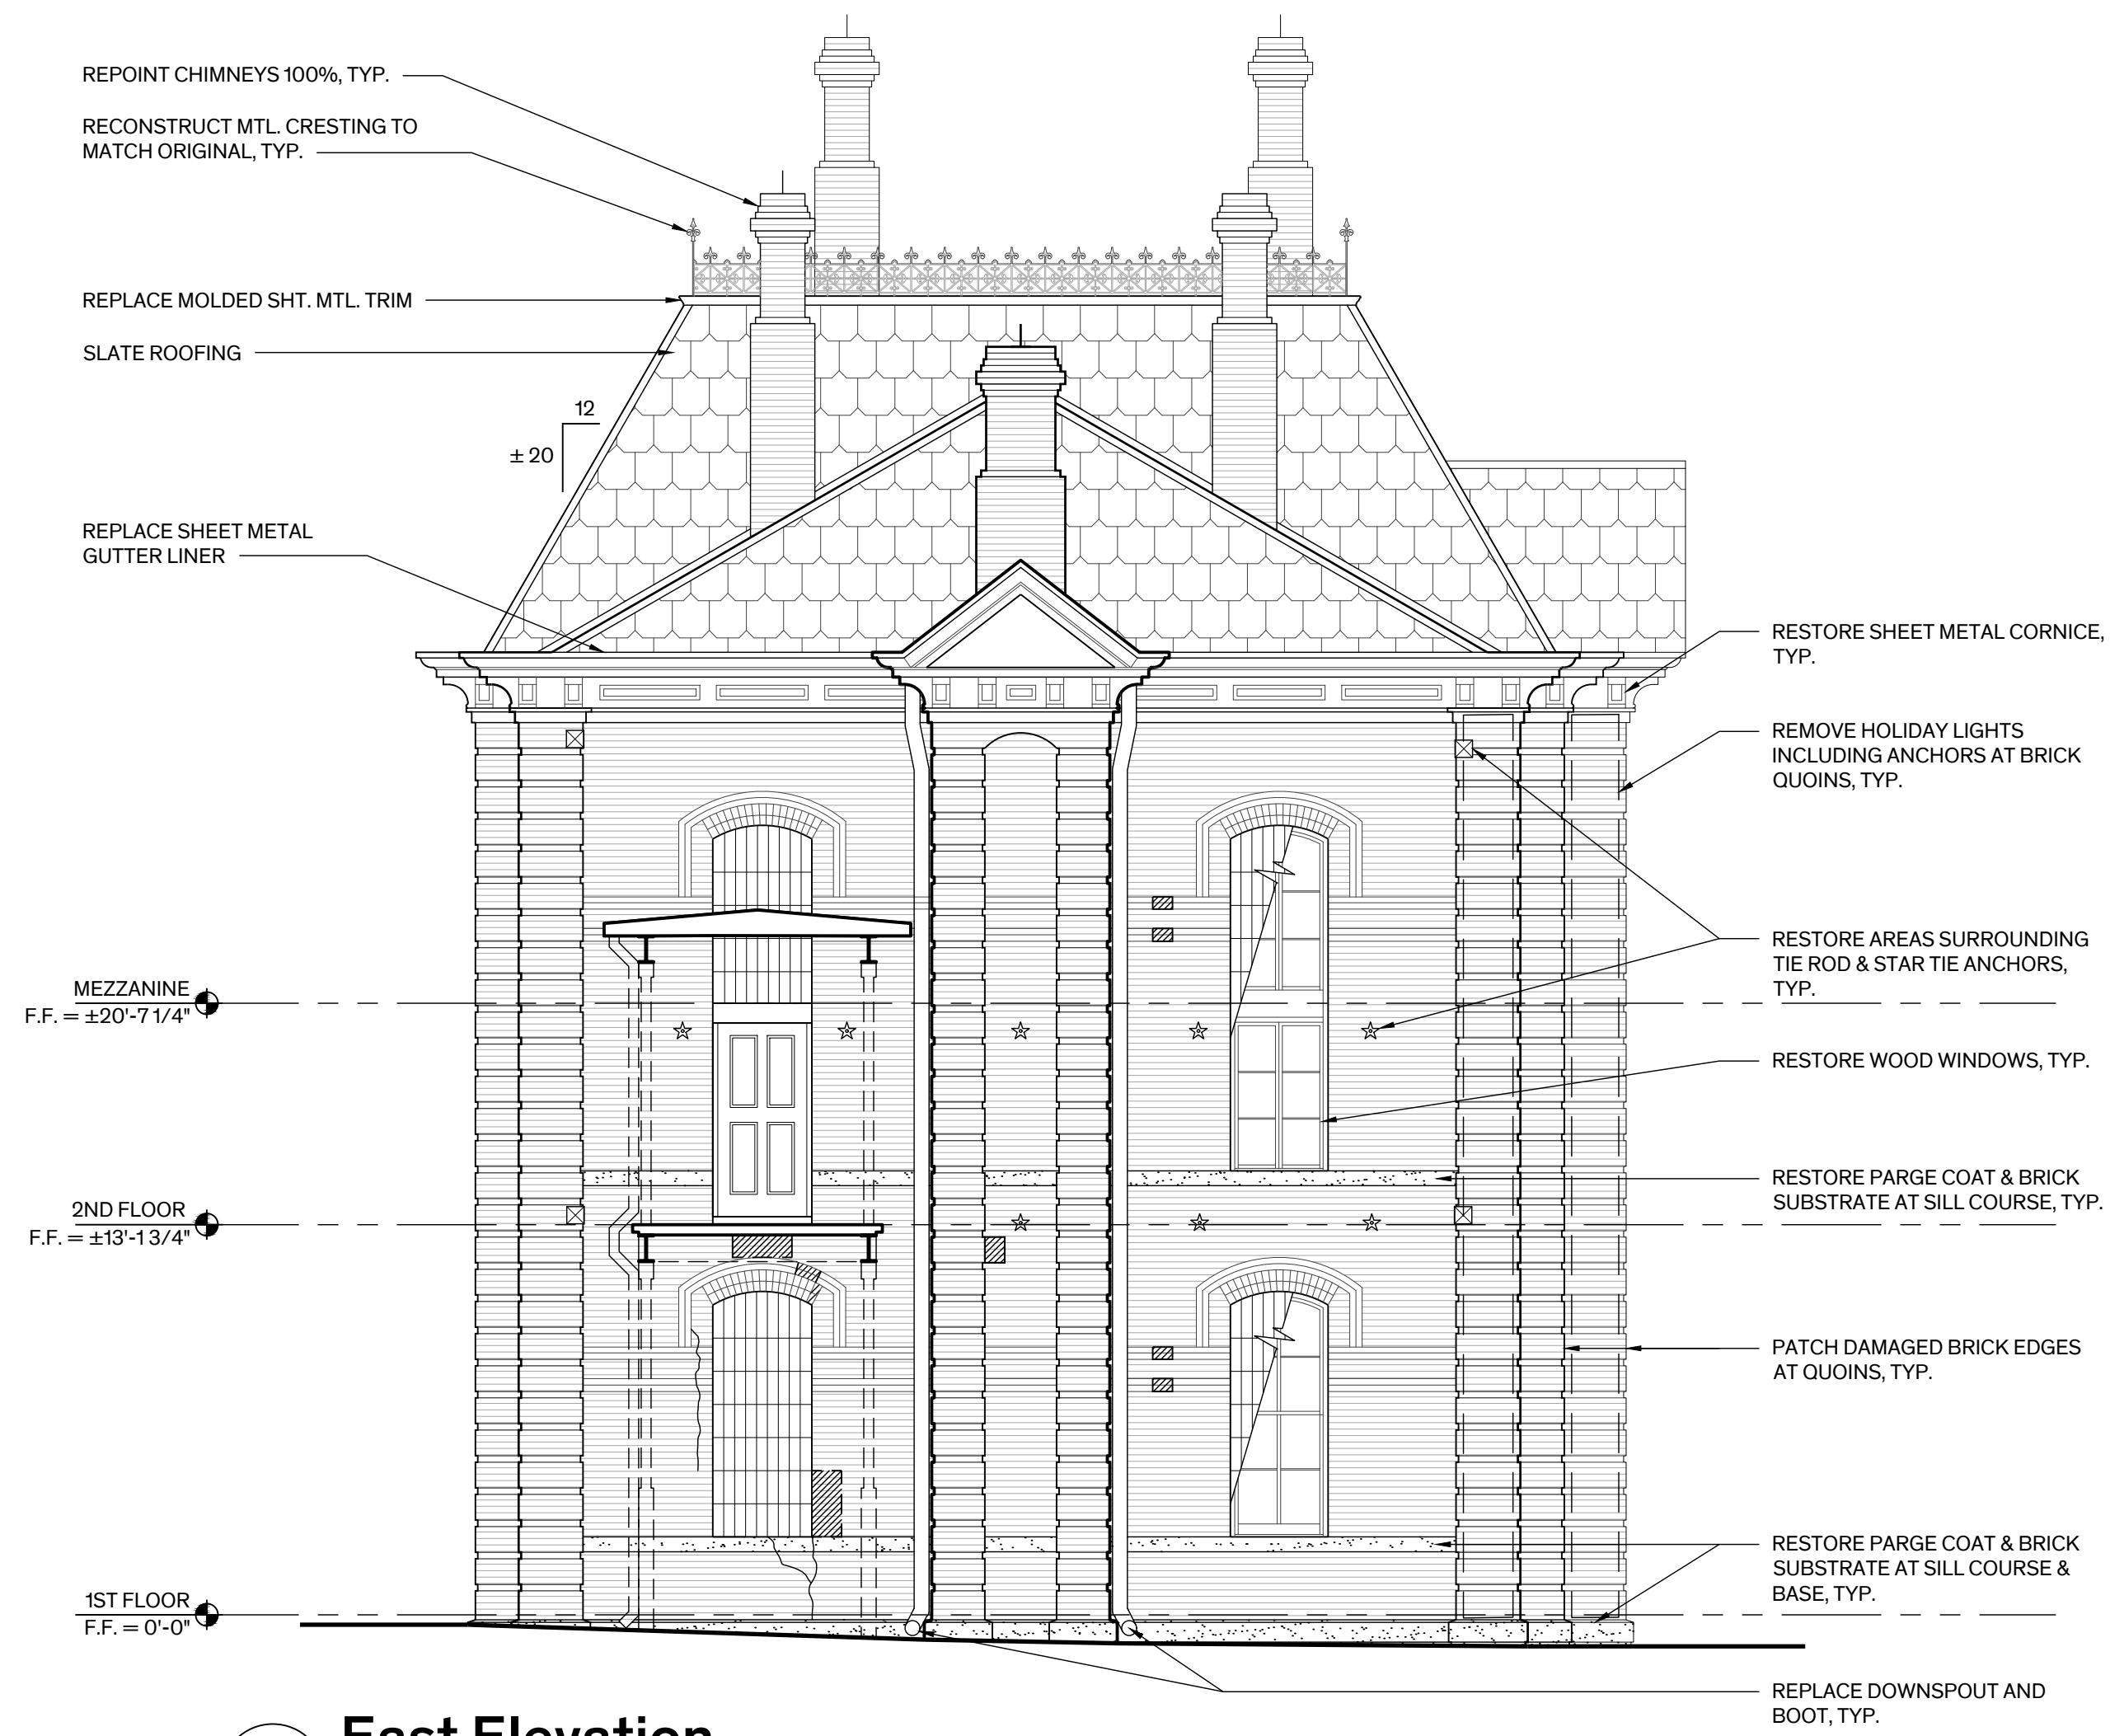 REPOINT CHIMNEYS 100%, TYP.
RECONSTRUCT MTL. CRESTING TO
MATCH ORIGINAL, TYP.
REPLACE MOLDED SHT. MTL. TRIM
SLATE ROOFING
12
± 20
REPLACE SHEET METAL
GUTTER LINER
MEZZANINE
F.F. = ±20'-7 1/4"
2ND FLOOR
F.F. = ±13'-1 3/4"
1ST FLOOR
F.F. = 0'-0"
RESTORE SHEET METAL CORNICE,
TYP.
REMOVE HOLIDAY LIGHTS
INCLUDING ANCHORS AT BRICK
QUOINS, TYP.
RESTORE AREAS SURROUNDING
TIE ROD & STAR TIE ANCHORS,
TYP.
RESTORE WOOD WINDOWS, TYP.
RESTORE PARGE COAT & BRICK
SUBSTRATE AT SILL COURSE, TYP.
PATCH DAMAGED BRICK EDGES
AT QUOINS, TYP.
RESTORE PARGE COAT & BRICK
SUBSTRATE AT SILL COURSE &
BASE, TYP.
REPLACE DOWNSPOUT AND
BOOT, TYP.
East Elevation